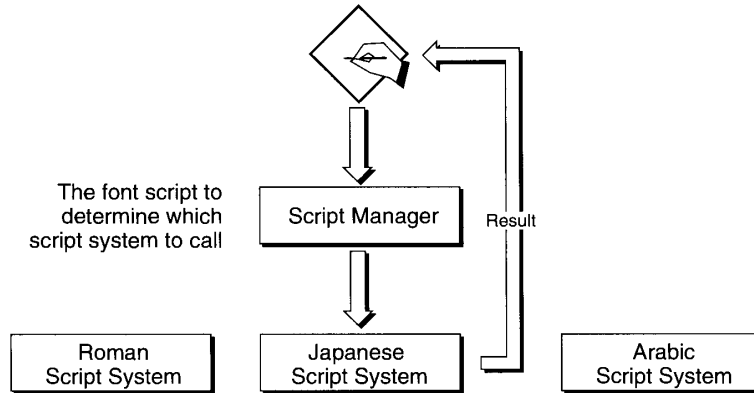 The font script to
determine which
script system to call
Script Manager
Result
Roman
Script System
Japanese
Script System
Arabic
Script System